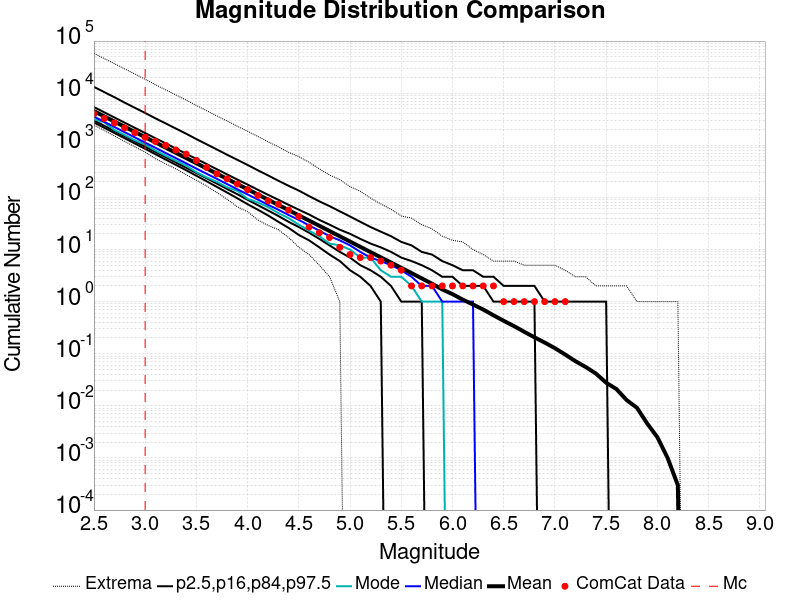 Magnitude Distribution Comparison
10^5
10^4
10^3
10^2
10^1
10^0
10^-1
10^-2
10^-3
10^-4
Cumulative Number
2.5 3.0 3.5 4.0 4.5 5.0 5.5 6.0 6.5 7.0 7.5 8.0 8.5 9.0
Magnitude
Extrema p2.5,p16,p84,p97.5 Mode Median Mean ComCat Data Mc